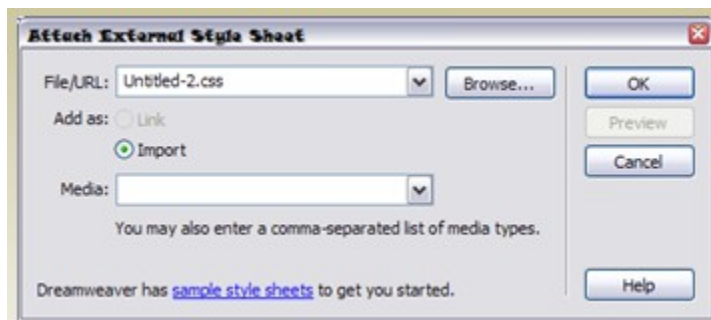 Attach External Style Sheet
File/URL: Untitled-2.css Browse... OK
Add as: Link Preview
Import Cancel
Media:
You may also enter a comma-separated list of media types.
Dreamweaver has sample style sheets to get you started. Help